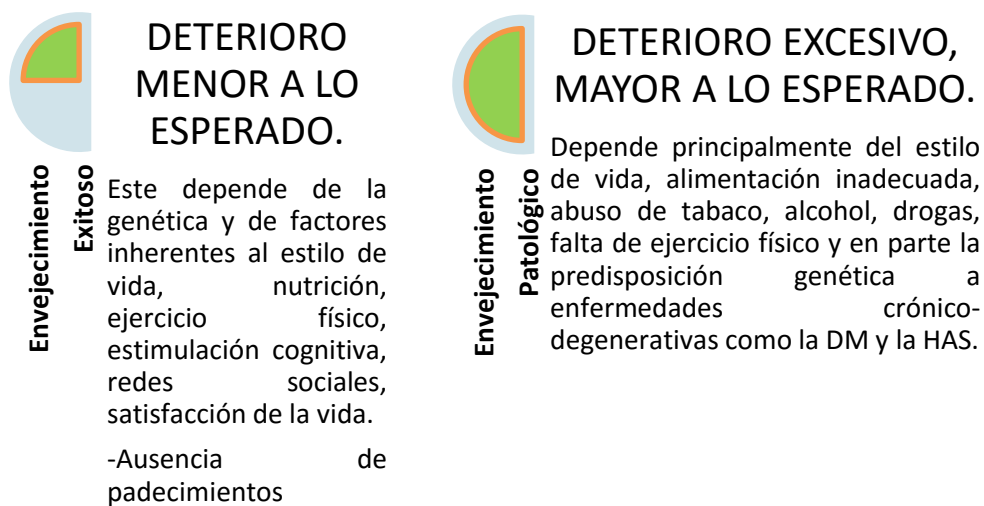 DETERIORO
MENOR A LO
ESPERADO.
Envejecimiento
Exitoso
Este depende de la
genética y de factores
inherentes al estilo de
vida, nutrición,
ejercicio físico,
estimulación cognitiva,
redes sociales,
satisfacción de la vida.
-Ausencia de
padecimientos
DETERIORO EXCESIVO,
MAYOR A LO ESPERADO.
Envejecimiento
Patológico
Depende principalmente del estilo
de vida, alimentación inadecuada,
abuso de tabaco, alcohol, drogas,
falta de ejercicio físico y en parte la
predisposición genética a
enfermedades crónico-
degenerativas como la DM y la HAS.